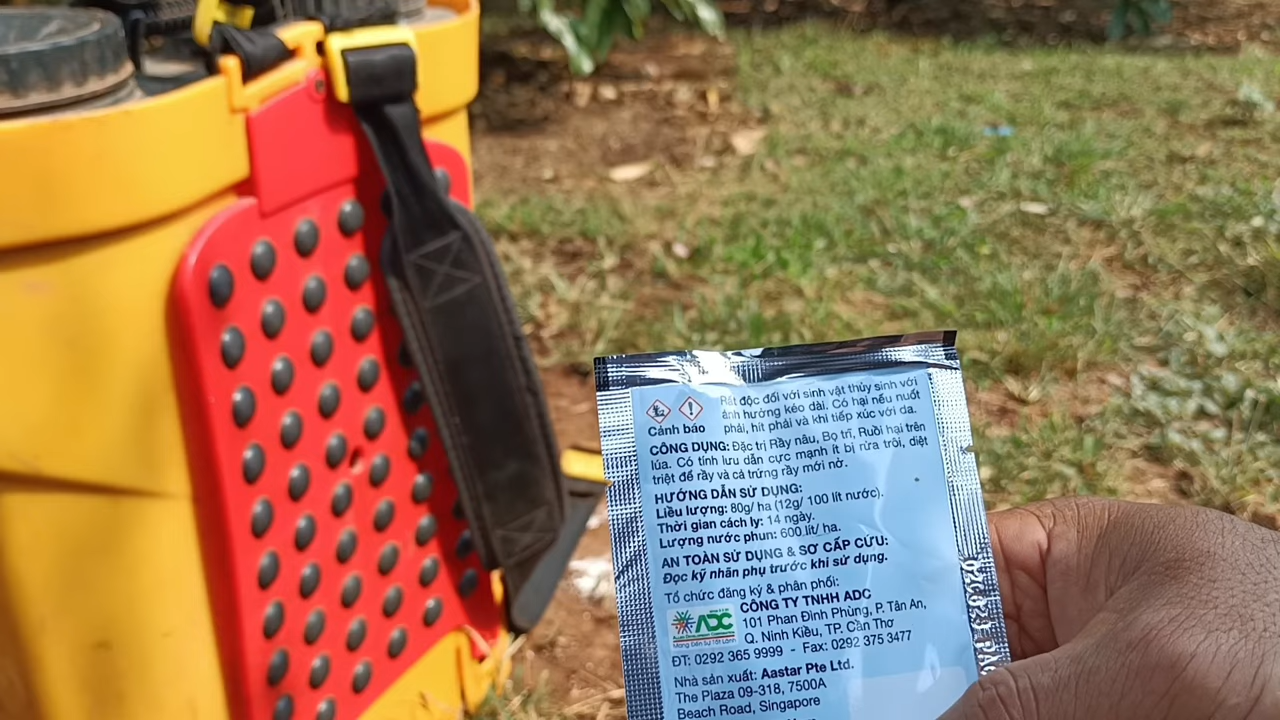 Rất độc đối với sinh vật thủy sinh với
ảnh hưởng kéo dài. Có hại nếu nuốt
phải, hít phải và khi tiếp xúc với da.
Cảnh báo
CÔNG DỤNG: Đặc trị Rầy nâu, Bọ trĩ, Ruồi hại trên
lúa. Có tính lưu dẫn cực mạnh ít bị rửa trôi, diệt
triệt để rầy và cả trứng rầy mới nở.
HƯỚNG DẪN SỬ DỤNG:
Liều lượng: 80g/ ha (12g/ 100 lít nước).
Thời gian cách ly: 14 ngày.
Lượng nước phun: 600 lít/ ha.
AN TOÀN SỬ DỤNG & SƠ CẤP CỨU:
Đọc kỹ nhãn phụ trước khi sử dụng.
Tổ chức đăng ký & phân phối:
CÔNG TY TNHH ADC
101 Phan Đình Phùng, P. Tân An,
Q. Ninh Kiều, TP. Cần Thơ
ADC
Mang Đến Sự Tốt Lành
ĐT: 0292 365 9999 - Fax: 0292 375 3477
Nhà sản xuất: Aastar Pte Ltd.
The Plaza 09-318, 7500A
Beach Road, Singapore